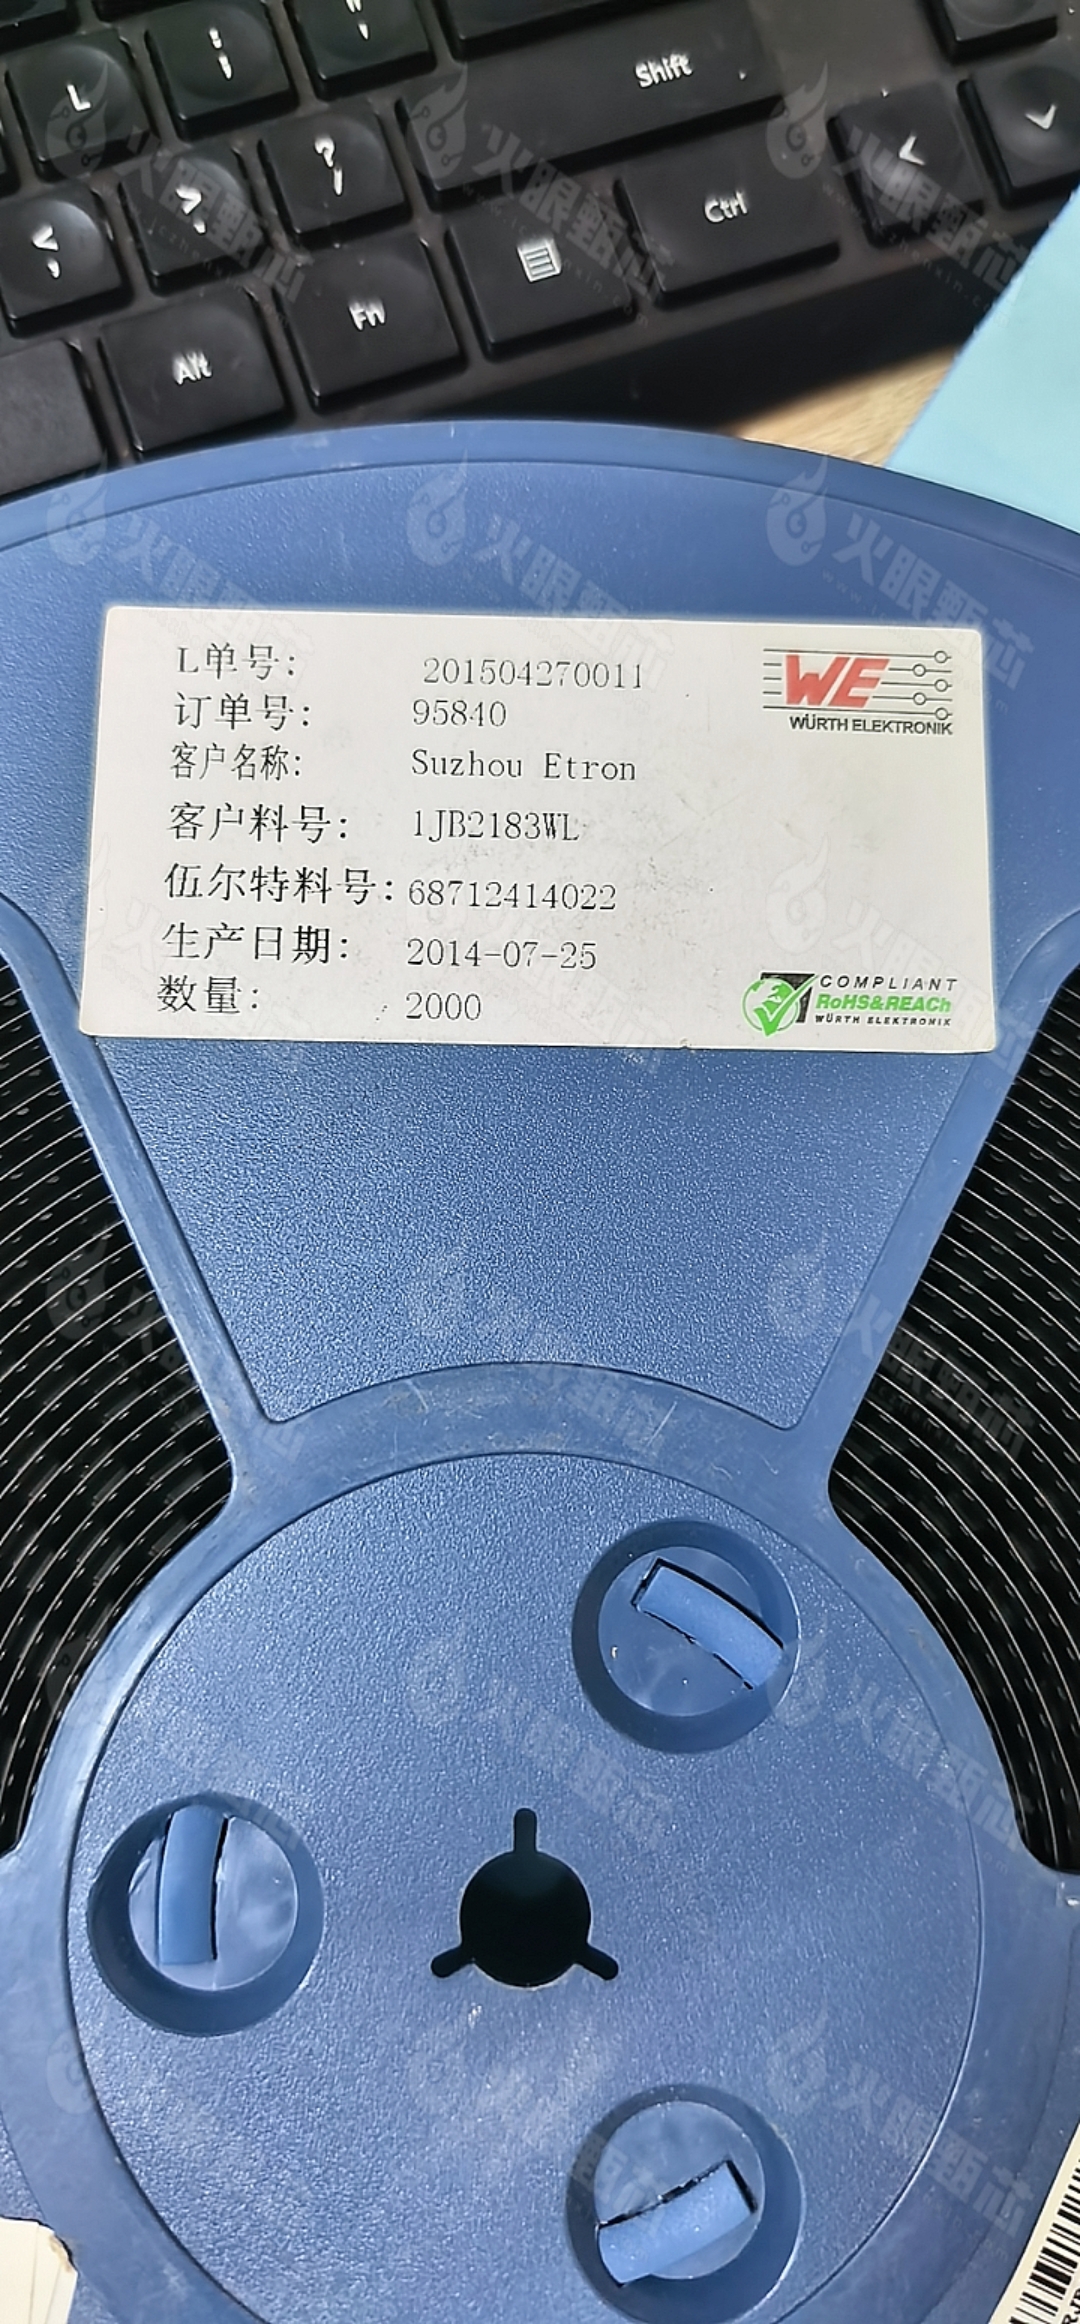 L
Shift
Ctrl
Fn
Alt
L单号: 201504270011
订单号: 95840
客户名称: Suzhou Etron
客户料号: 1JB2183WL
伍尔特料号: 68712414022
生产日期: 2014-07-25
数量: 2000
WE
WÜRTH ELEKTRONIK
COMPLIANT
RoHS&REACh
WÜRTH ELEKTRONIK
火眼甄芯